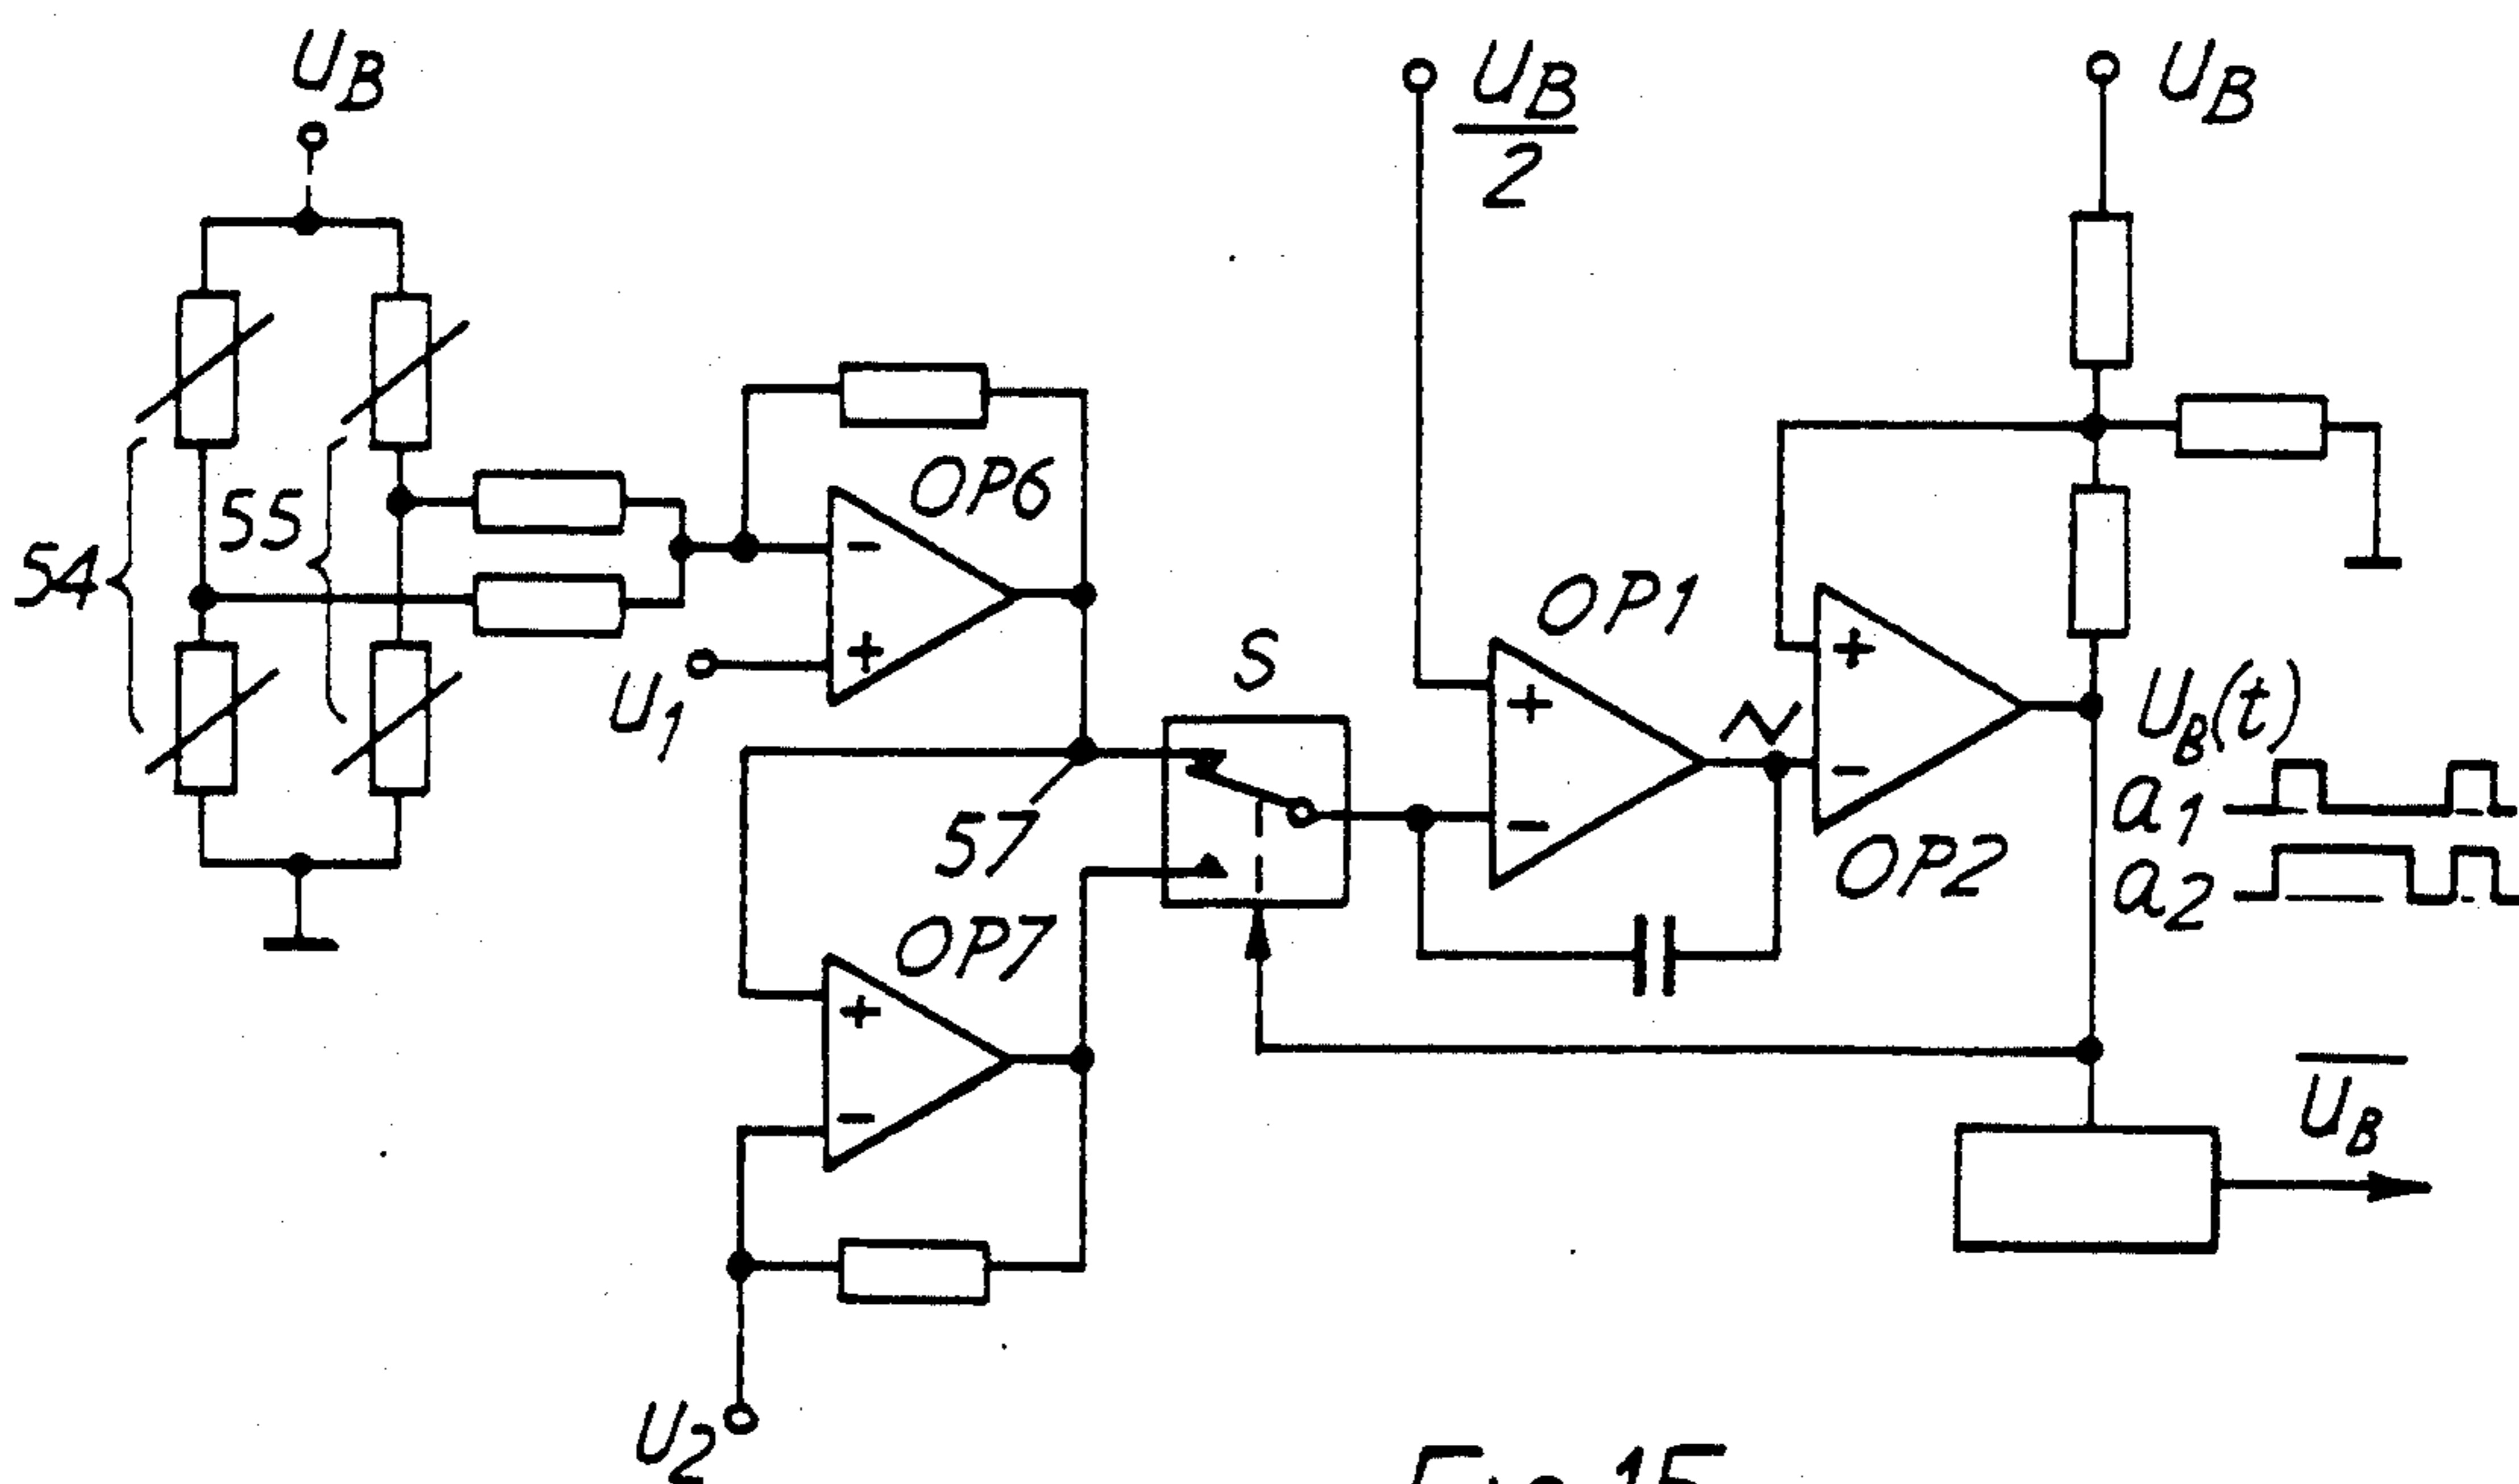 U_B
U_B/2
U_B
54
55
OP6
-
+
U_1
57
S
OP1
+
-
OP2
+
-
U_B(t)
a_1
a_2
OP7
+
-
U_2
U_B